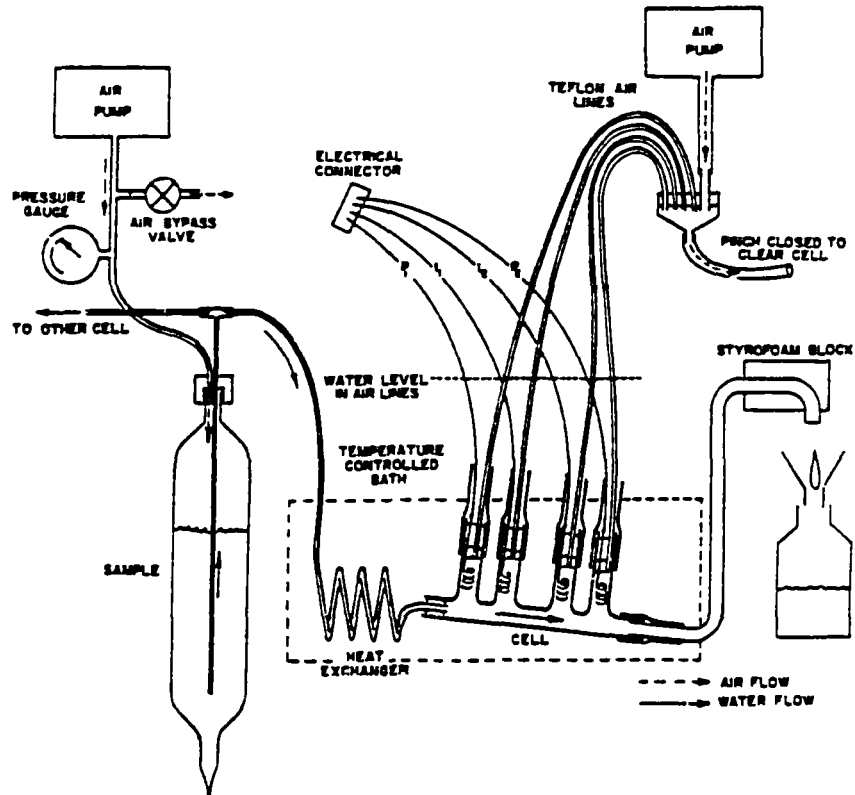 AIR
PUMP
AIR
PUMP
TEFLON AIR
LINES
ELECTRICAL
CONNECTOR
PRESSURE
GAUGE
AIR BYPASS
VALVE
PINCH CLOSED TO
CLEAR CELL
TO OTHER CELL
STYROFOAM BLOCK
WATER LEVEL
IN AIR LINES
TEMPERATURE
CONTROLLED
BATH
SAMPLE
CELL
HEAT
EXCHANGER
AIR FLOW
WATER FLOW